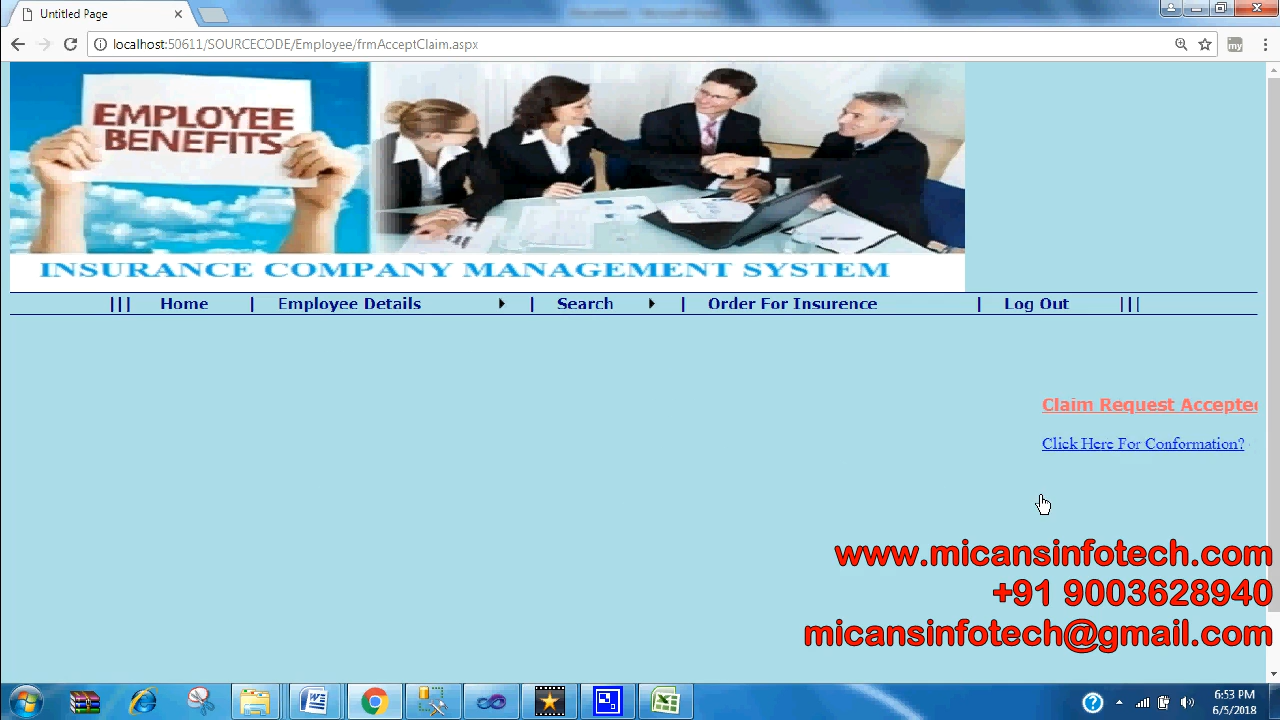 Untitled Page
localhost:50611/SOURCECODE/Employee/frmAcceptClaim.aspx
my
EMPLOYEE
BENEFITS
INSURANCE COMPANY MANAGEMENT SYSTEM
||| Home | Employee Details | Search | Order For Insurence | Log Out |||
Claim Request Accepted
Click Here For Conformation?
www.micansinfotech.com
+91 9003628940
micansinfotech@gmail.com
6:53 PM
6/5/2018